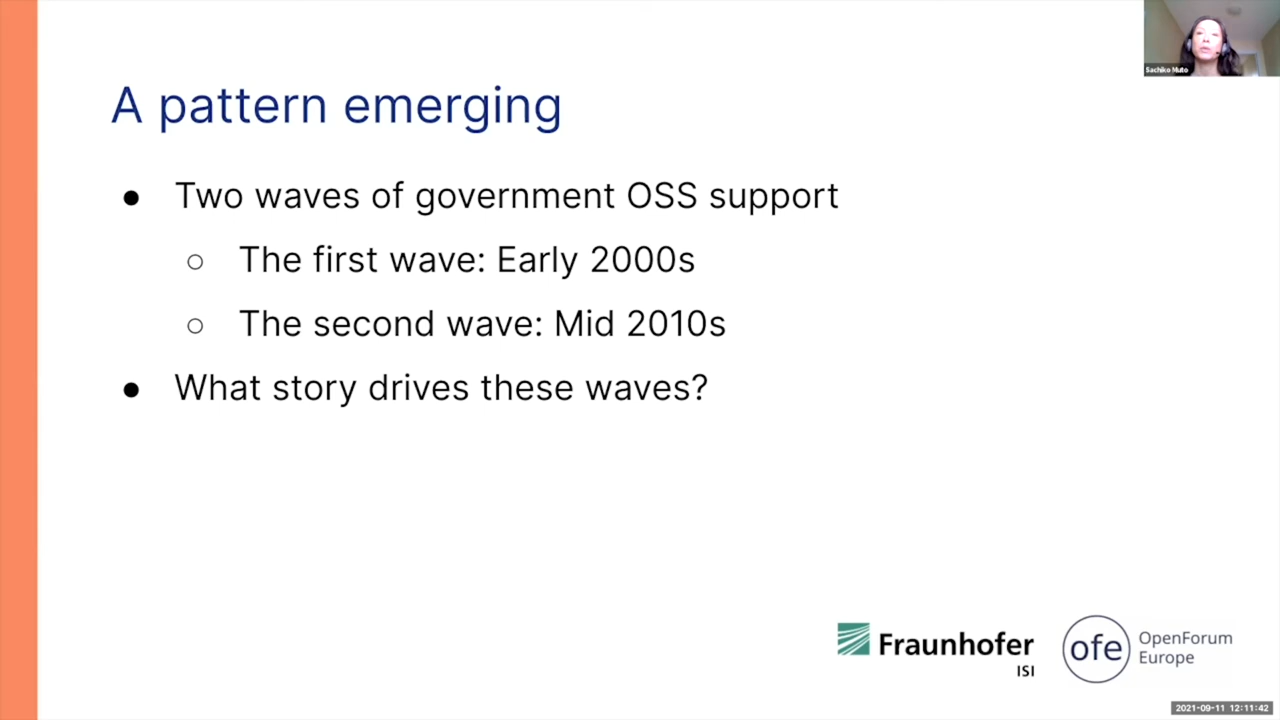 Sachiko Muto
A pattern emerging
● Two waves of government OSS support
○ The first wave: Early 2000s
○ The second wave: Mid 2010s
● What story drives these waves?
Fraunhofer
ISI
ofe
OpenForum
Europe
2021-09-11 12:11:42